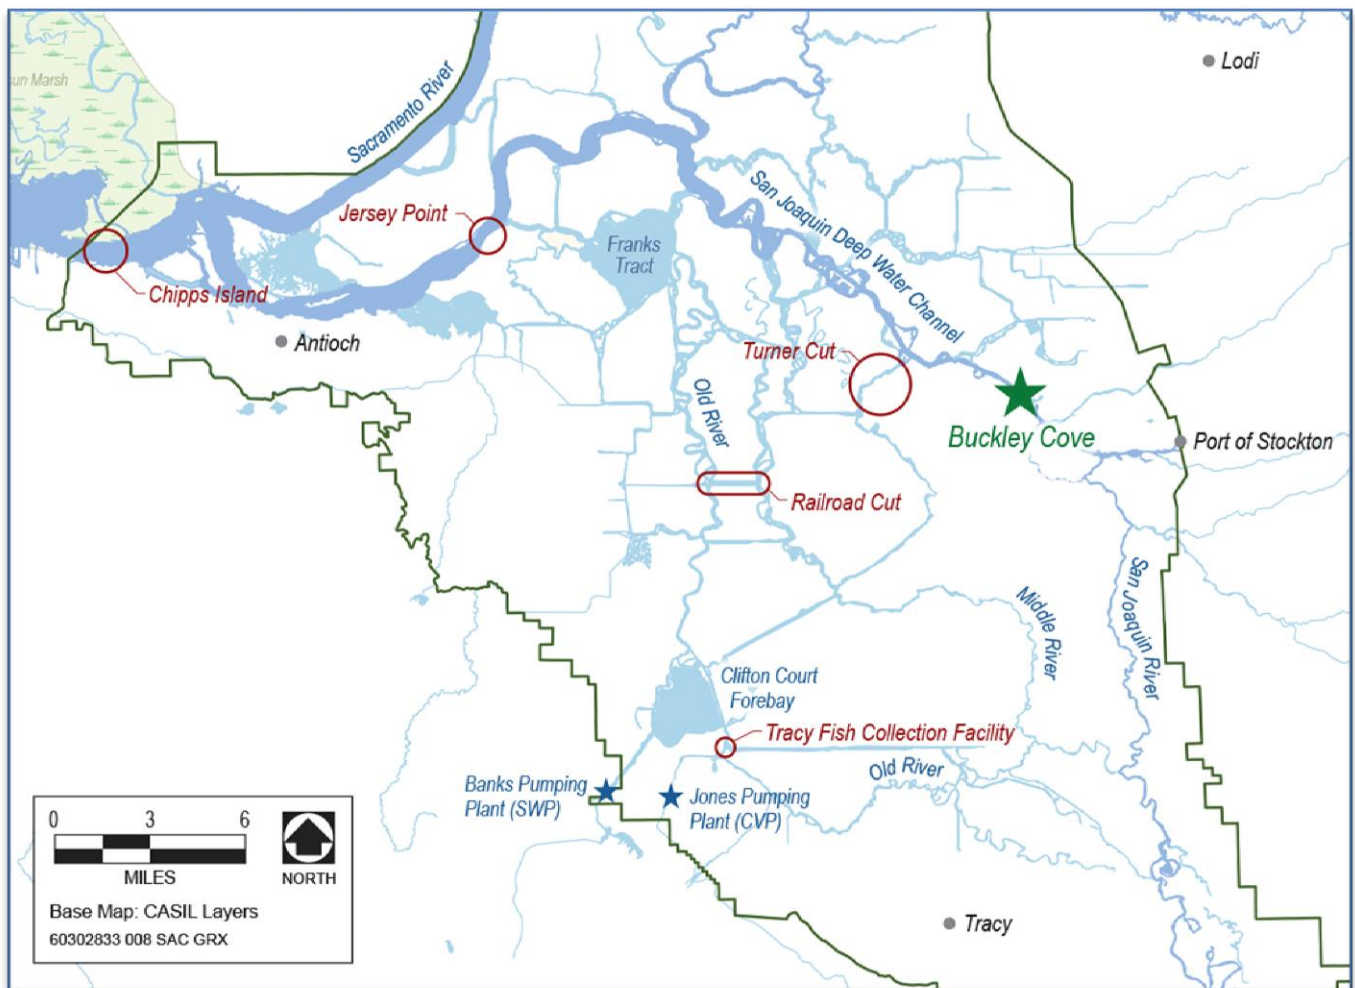 Lodi
un Marsh
Sacramento River
Jersey Point
San Joaquin Deep Water Channel
Franks
Tract
Chipps Island
Antioch
Turner Cut
Old River
Buckley Cove
Port of Stockton
Railroad Cut
Middle River
San Joaquin River
Clifton Court
Forebay
Tracy Fish Collection Facility
Old River
Banks Pumping
Plant (SWP)
Jones Pumping
Plant (CVP)
0 3 6
MILES
NORTH
Base Map: CASIL Layers
60302833 008 SAC GRX
Tracy